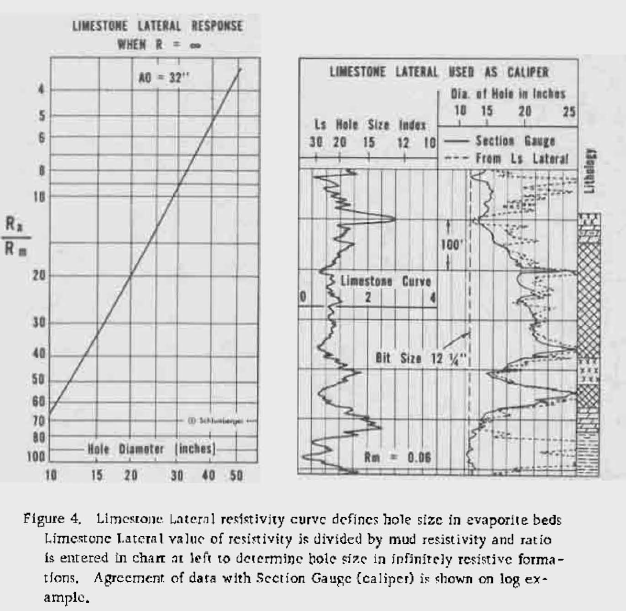 LIMESTONE LATERAL RESPONSE
WHEN R = ∞
AO = 32"
4
5
6
8
10
20
30
40
50
60
70
80
100
Rₐ
Rm
© Schlumberger
Hole Diameter (inches)
10 15 20 30 40 50
LIMESTONE LATERAL USED AS CALIPER
Dia. of Hole in Inches
10 15 20 25
Ls Hole Size Index
30 20 15 12 10
Section Gauge
From Ls Lateral
Lithology
100'
Limestone Curve
0 2 4
Bit Size 12 ¼"
Rm = 0.06
Figure 4. Limestone Lateral resistivity curve defines hole size in evaporite beds
Limestone Lateral value of resistivity is divided by mud resistivity and ratio
is entered in chart at left to determine hole size in infinitely resistive forma-
tions. Agreement of data with Section Gauge (caliper) is shown on log ex-
ample.